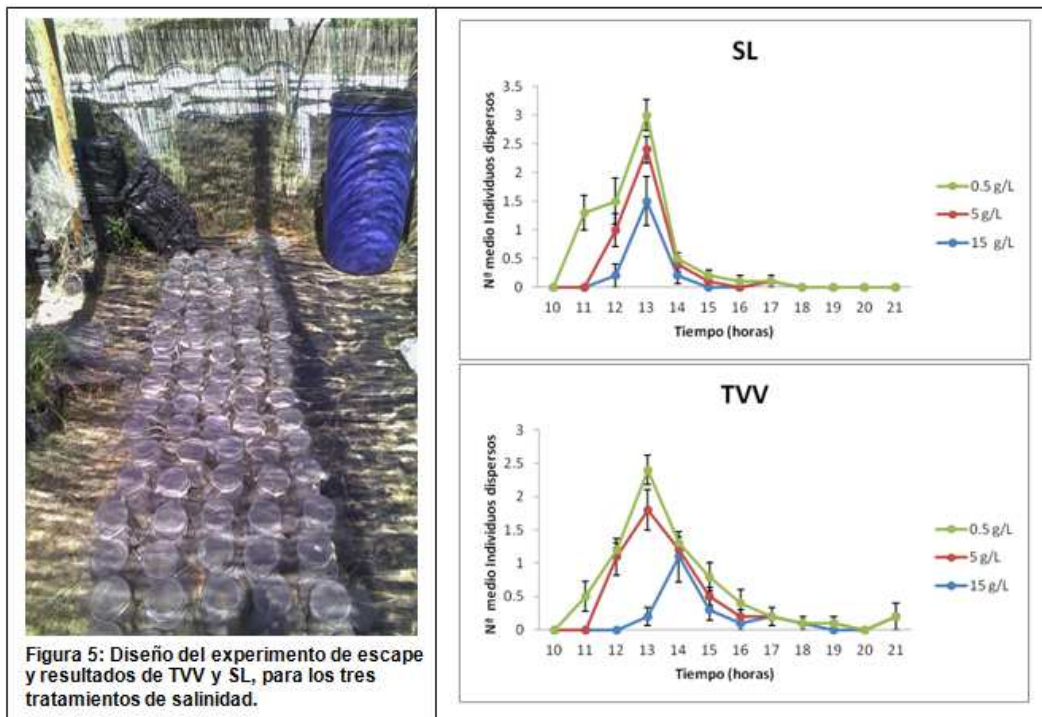 Figura 5: Diseño del experimento de escape
y resultados de TVV y SL, para los tres
tratamientos de salinidad.
SL
Nª medio Individuos dispersos
3.5
3
2.5
2
1.5
1
0.5
0
10 11 12 13 14 15 16 17 18 19 20 21
Tiempo (horas)
0.5 g/L
5 g/L
15 g/L
TVV
Nª medio Individuos dispersos
3
2.5
2
1.5
1
0.5
0
10 11 12 13 14 15 16 17 18 19 20 21
Tiempo (horas)
0.5 g/L
5 g/L
15 g/L